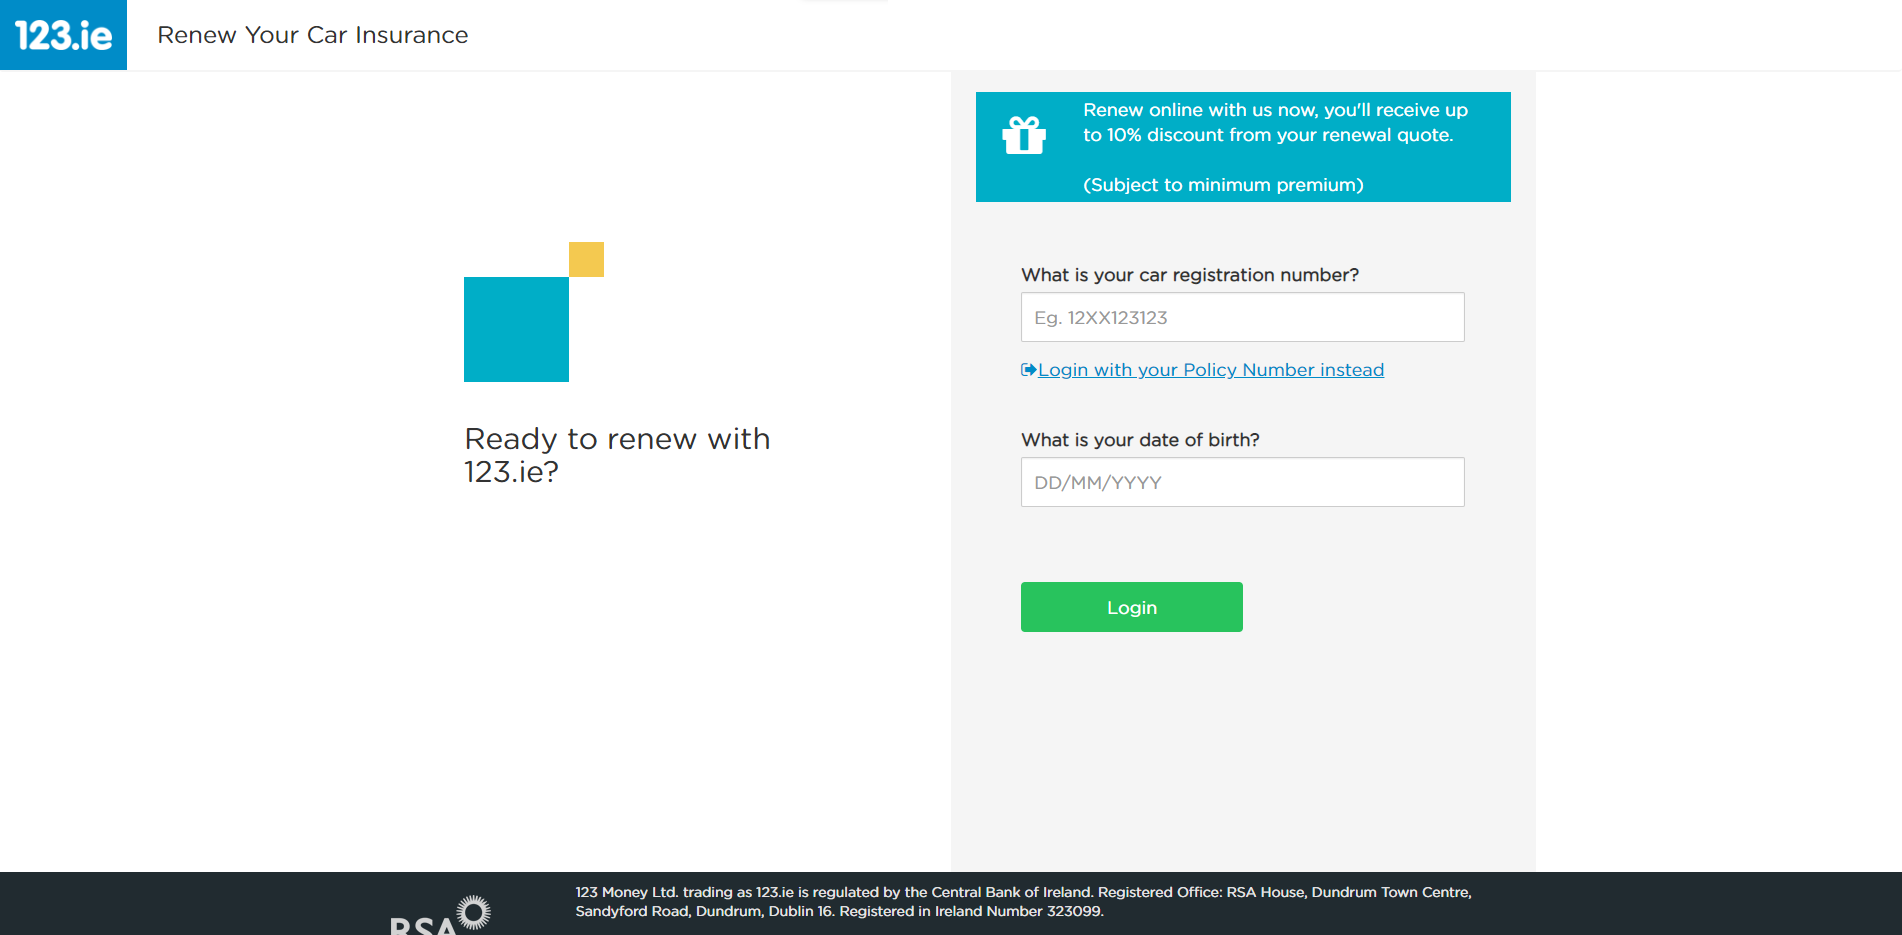 123.ie
Renew Your Car Insurance
Renew online with us now, you'll receive up
to 10% discount from your renewal quote.
(Subject to minimum premium)
Ready to renew with
123.ie?
What is your car registration number?
Eg. 12XX123123
Login with your Policy Number instead
What is your date of birth?
DD/MM/YYYY
Login
RSA
123 Money Ltd. trading as 123.ie is regulated by the Central Bank of Ireland. Registered Office: RSA House, Dundrum Town Centre,
Sandyford Road, Dundrum, Dublin 16. Registered in Ireland Number 323099.